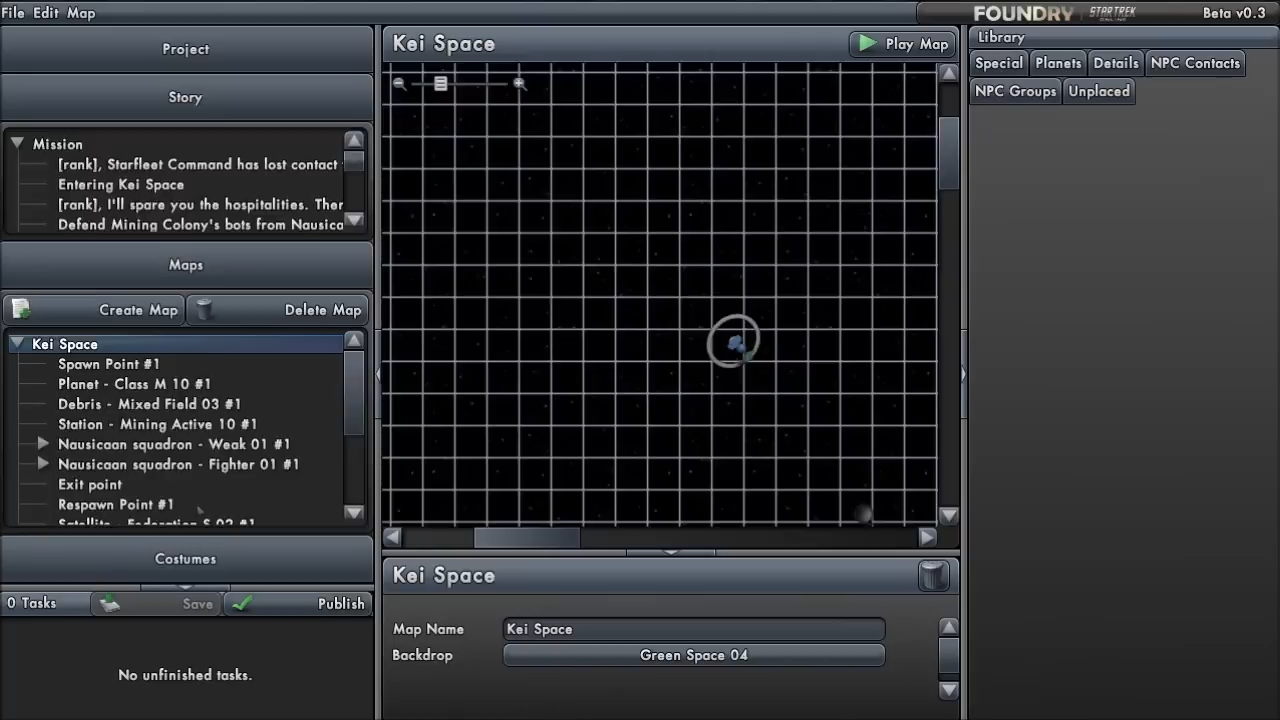 File Edit Map
FOUNDRY STAR TREK ONLINE Beta v0.3
Project
Story
Mission
[rank], Starfleet Command has lost contact
Entering Kei Space
[rank], I'll spare you the hospitalities. Ther
Defend Mining Colony's bots from Nausica
Maps
Create Map Delete Map
Kei Space
Spawn Point #1
Planet - Class M 10 #1
Debris - Mixed Field 03 #1
Station - Mining Active 10 #1
Nausicaan squadron - Weak 01 #1
Nausicaan squadron - Fighter 01 #1
Exit point
Respawn Point #1
Satellite - Federation S 02 #1
Costumes
0 Tasks Save Publish
No unfinished tasks.
Kei Space Play Map
Kei Space
Map Name Kei Space
Backdrop Green Space 04
Library
Special Planets Details NPC Contacts
NPC Groups Unplaced